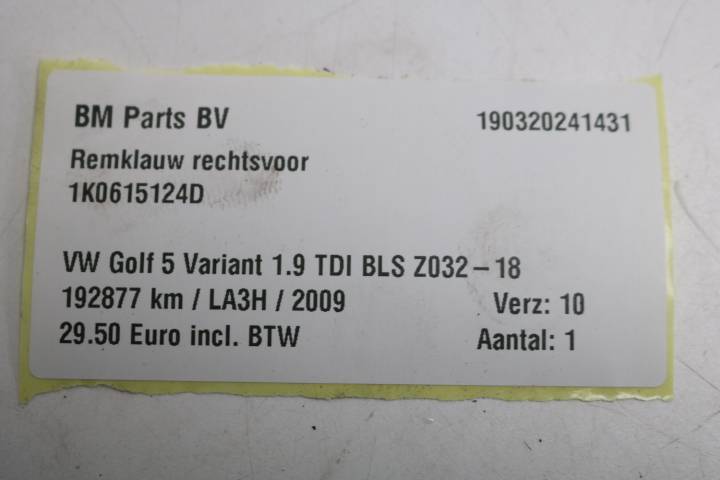 BM Parts BV 190320241431
Remklauw rechtsvoor
1K0615124D
VW Golf 5 Variant 1.9 TDI BLS Z032-18
192877 km / LA3H / 2009 Verz: 10
29.50 Euro incl. BTW Aantal: 1